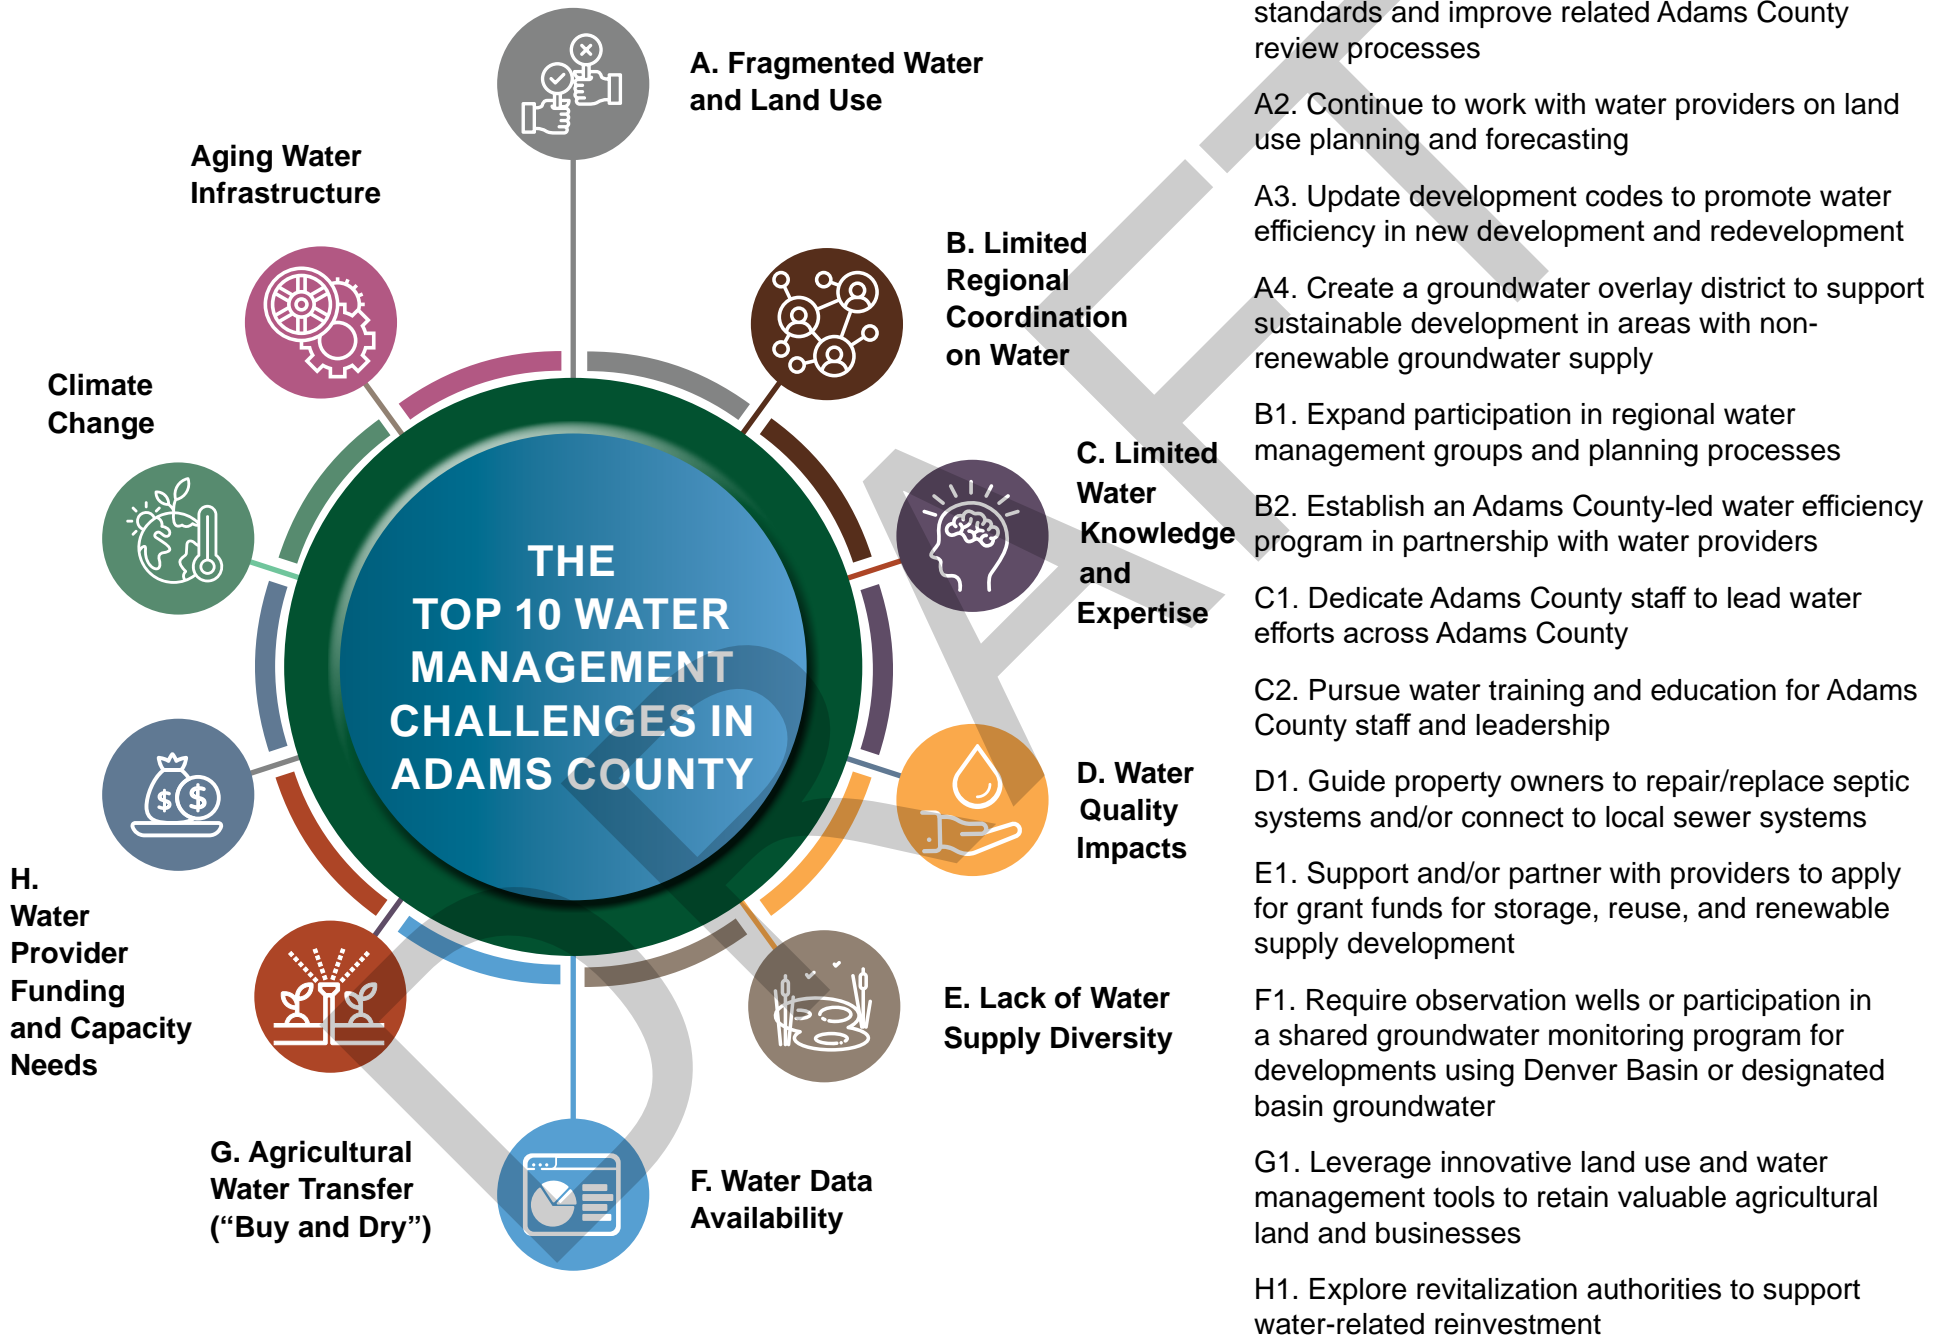 A. Fragmented Water
and Land Use
Aging Water
Infrastructure
B. Limited
Regional
Coordination
on Water
Climate
Change
C. Limited
Water
Knowledge
and
Expertise
THE
TOP 10 WATER
MANAGEMENT
CHALLENGES IN
ADAMS COUNTY
D. Water
Quality
Impacts
H.
Water
Provider
Funding
and Capacity
Needs
E. Lack of Water
Supply Diversity
G. Agricultural
Water Transfer
(“Buy and Dry”)
F. Water Data
Availability
$ $
standards and improve related Adams County
review processes
A2. Continue to work with water providers on land
use planning and forecasting
A3. Update development codes to promote water
efficiency in new development and redevelopment
A4. Create a groundwater overlay district to support
sustainable development in areas with non-
renewable groundwater supply
B1. Expand participation in regional water
management groups and planning processes
B2. Establish an Adams County-led water efficiency
program in partnership with water providers
C1. Dedicate Adams County staff to lead water
efforts across Adams County
C2. Pursue water training and education for Adams
County staff and leadership
D1. Guide property owners to repair/replace septic
systems and/or connect to local sewer systems
E1. Support and/or partner with providers to apply
for grant funds for storage, reuse, and renewable
supply development
F1. Require observation wells or participation in
a shared groundwater monitoring program for
developments using Denver Basin or designated
basin groundwater
G1. Leverage innovative land use and water
management tools to retain valuable agricultural
land and businesses
H1. Explore revitalization authorities to support
water-related reinvestment
DRAFT